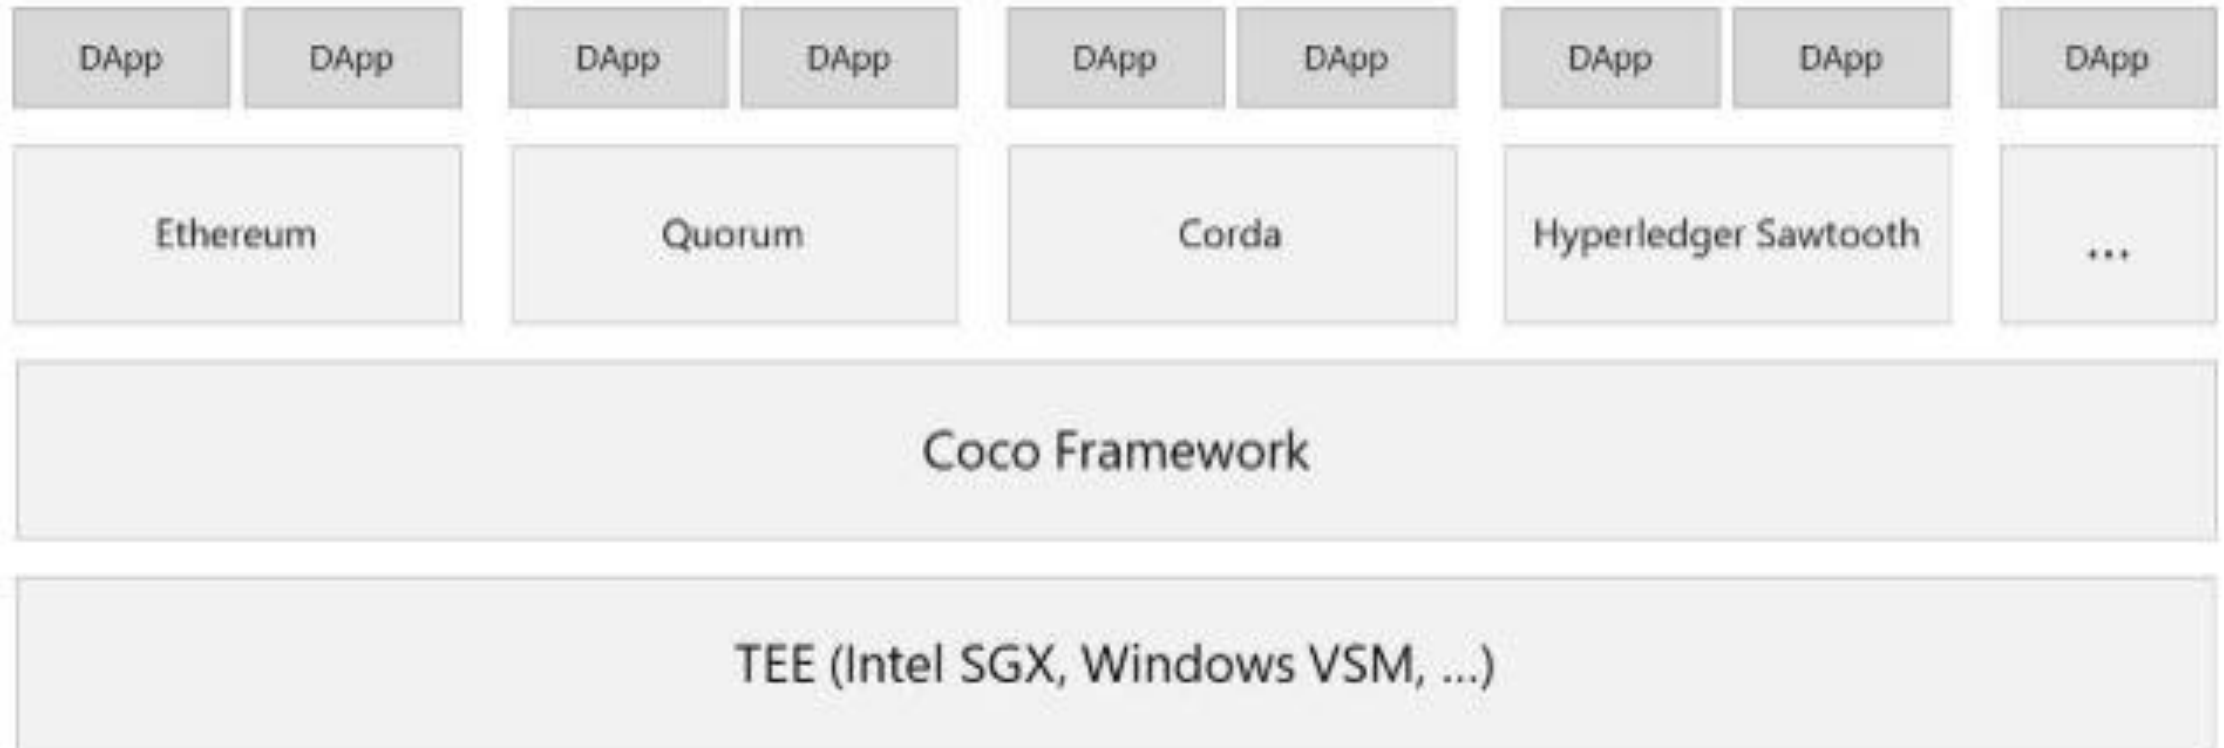 DApp DApp DApp DApp DApp DApp DApp DApp DApp
Ethereum Quorum Corda Hyperledger Sawtooth ...
Coco Framework
TEE (Intel SGX, Windows VSM, ...)